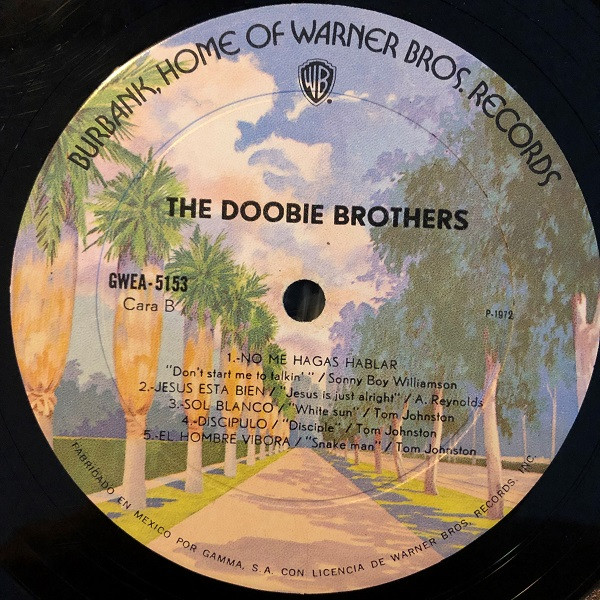 BURBANK, HOME OF WARNER BROS. RECORDS
WB
THE DOOBIE BROTHERS
GWEA-5153
Cara B
P-1972
1.-NO ME HAGAS HABLAR
"Don't start me to talkin'" / Sonny Boy Williamson
2.-JESUS ESTA BIEN / "Jesus is just alright" / A. Reynolds
3.-SOL BLANCO / "White sun" / Tom Johnston
4.-DISCIPULO / "Disciple" / Tom Johnston
5.-EL HOMBRE VIBORA / "Snake man" / Tom Johnston
FABRICADO EN MEXICO POR GAMMA, S.A. CON LICENCIA DE WARNER BROS. RECORDS, INC.